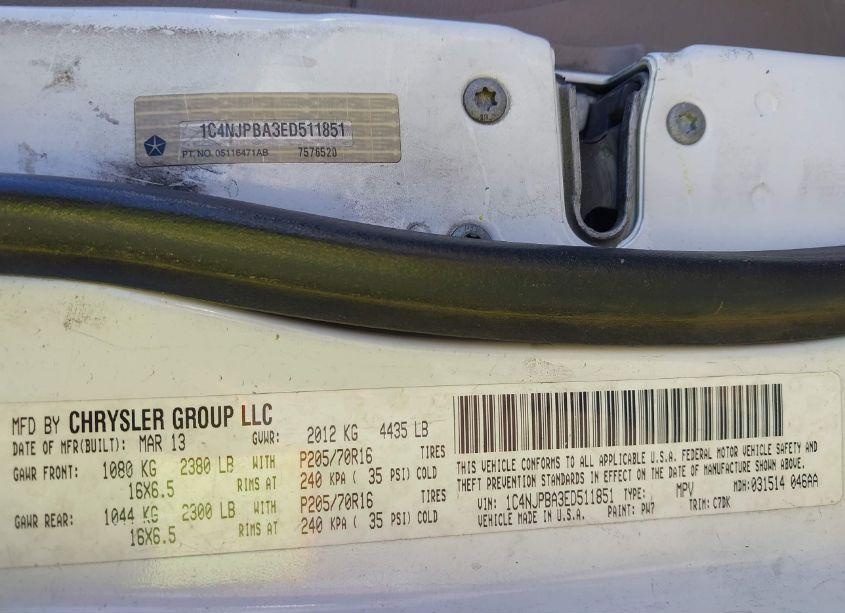 1C4NJPBA3ED511851
PT. NO. 05116471AB 7576520
MFD BY CHRYSLER GROUP LLC
DATE OF MFR(BUILT): MAR 13 GVWR: 2012 KG 4435 LB
GAWR FRONT: 1080 KG 2380 LB WITH P205/70R16 TIRES
16X6.5 RIMS AT 240 KPA ( 35 PSI) COLD
GAWR REAR: 1044 KG 2300 LB WITH P205/70R16 TIRES
16X6.5 RIMS AT 240 KPA ( 35 PSI) COLD
THIS VEHICLE CONFORMS TO ALL APPLICABLE U.S.A. FEDERAL MOTOR VEHICLE SAFETY AND
THEFT PREVENTION STANDARDS IN EFFECT ON THE DATE OF MANUFACTURE SHOWN ABOVE.
VIN: 1C4NJPBA3ED511851 TYPE: MPV MDH:031514 046AA
VEHICLE MADE IN U.S.A. PAINT: PW7 TRIM: C7DK